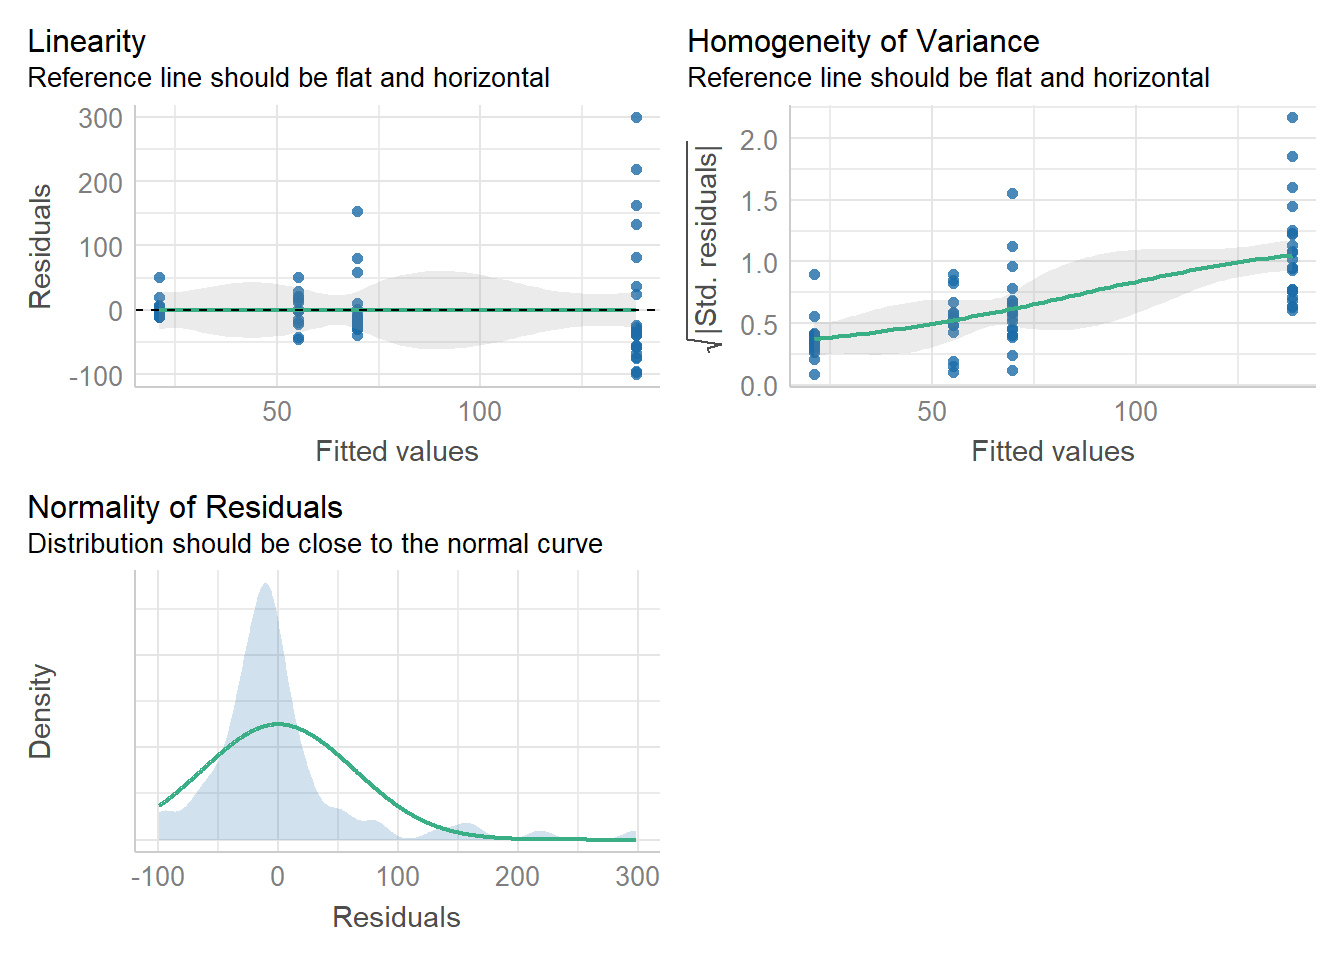 Linearity
Reference line should be flat and horizontal
300
200
100
0
-100
Residuals
50
100
Fitted values
Homogeneity of Variance
Reference line should be flat and horizontal
2.0
1.5
1.0
0.5
0.0
√|Std. residuals|
50
100
Fitted values
Normality of Residuals
Distribution should be close to the normal curve
Density
-100
0
100
200
300
Residuals